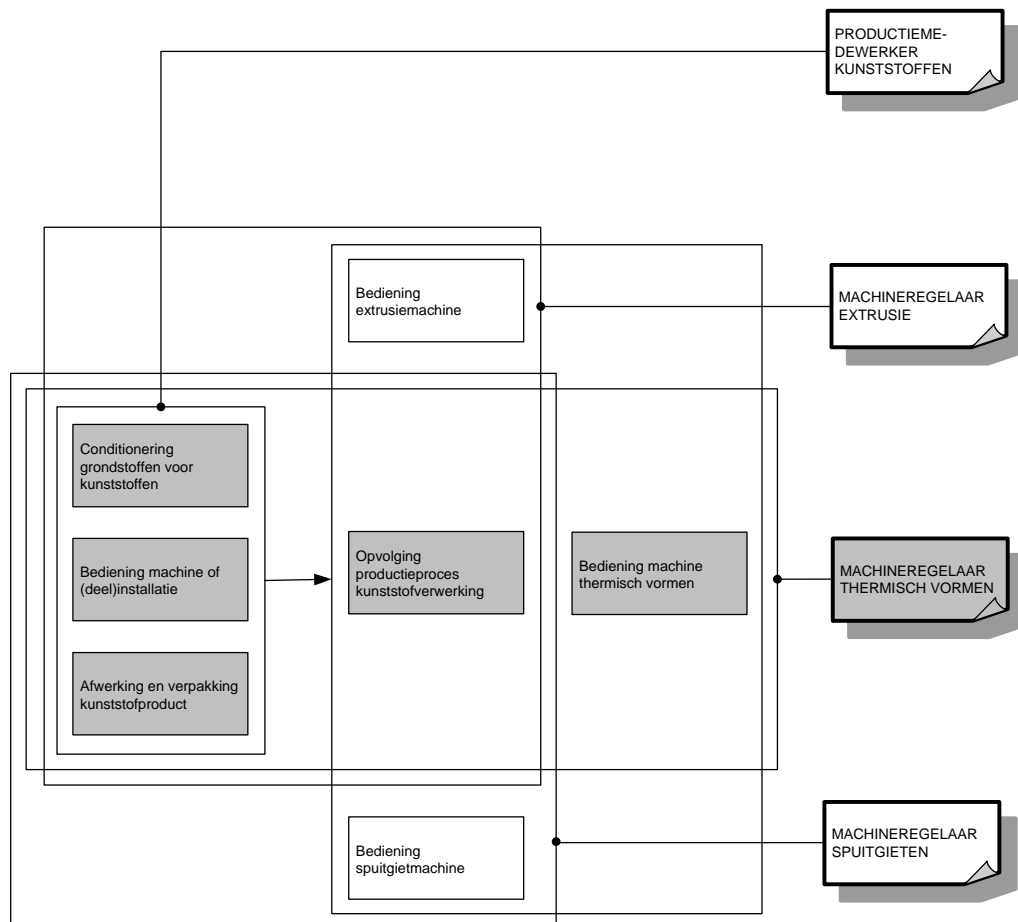 PRODUCTIEME-
DEWERKER
KUNSTSTOFFEN
Bediening
extrusiemachine
MACHINEREGELAAR
EXTRUSIE
Conditionering
grondstoffen voor
kunststoffen
Bediening machine of
(deel)installatie
Afwerking en verpakking
kunstofproduct
Opvolging
productieproces
kunststofverwerking
Bediening machine
thermisch vormen
MACHINEREGELAAR
THERMISCH VORMEN
Bediening
spuitgietmachine
MACHINEREGELAAR
SPUITGIETEN